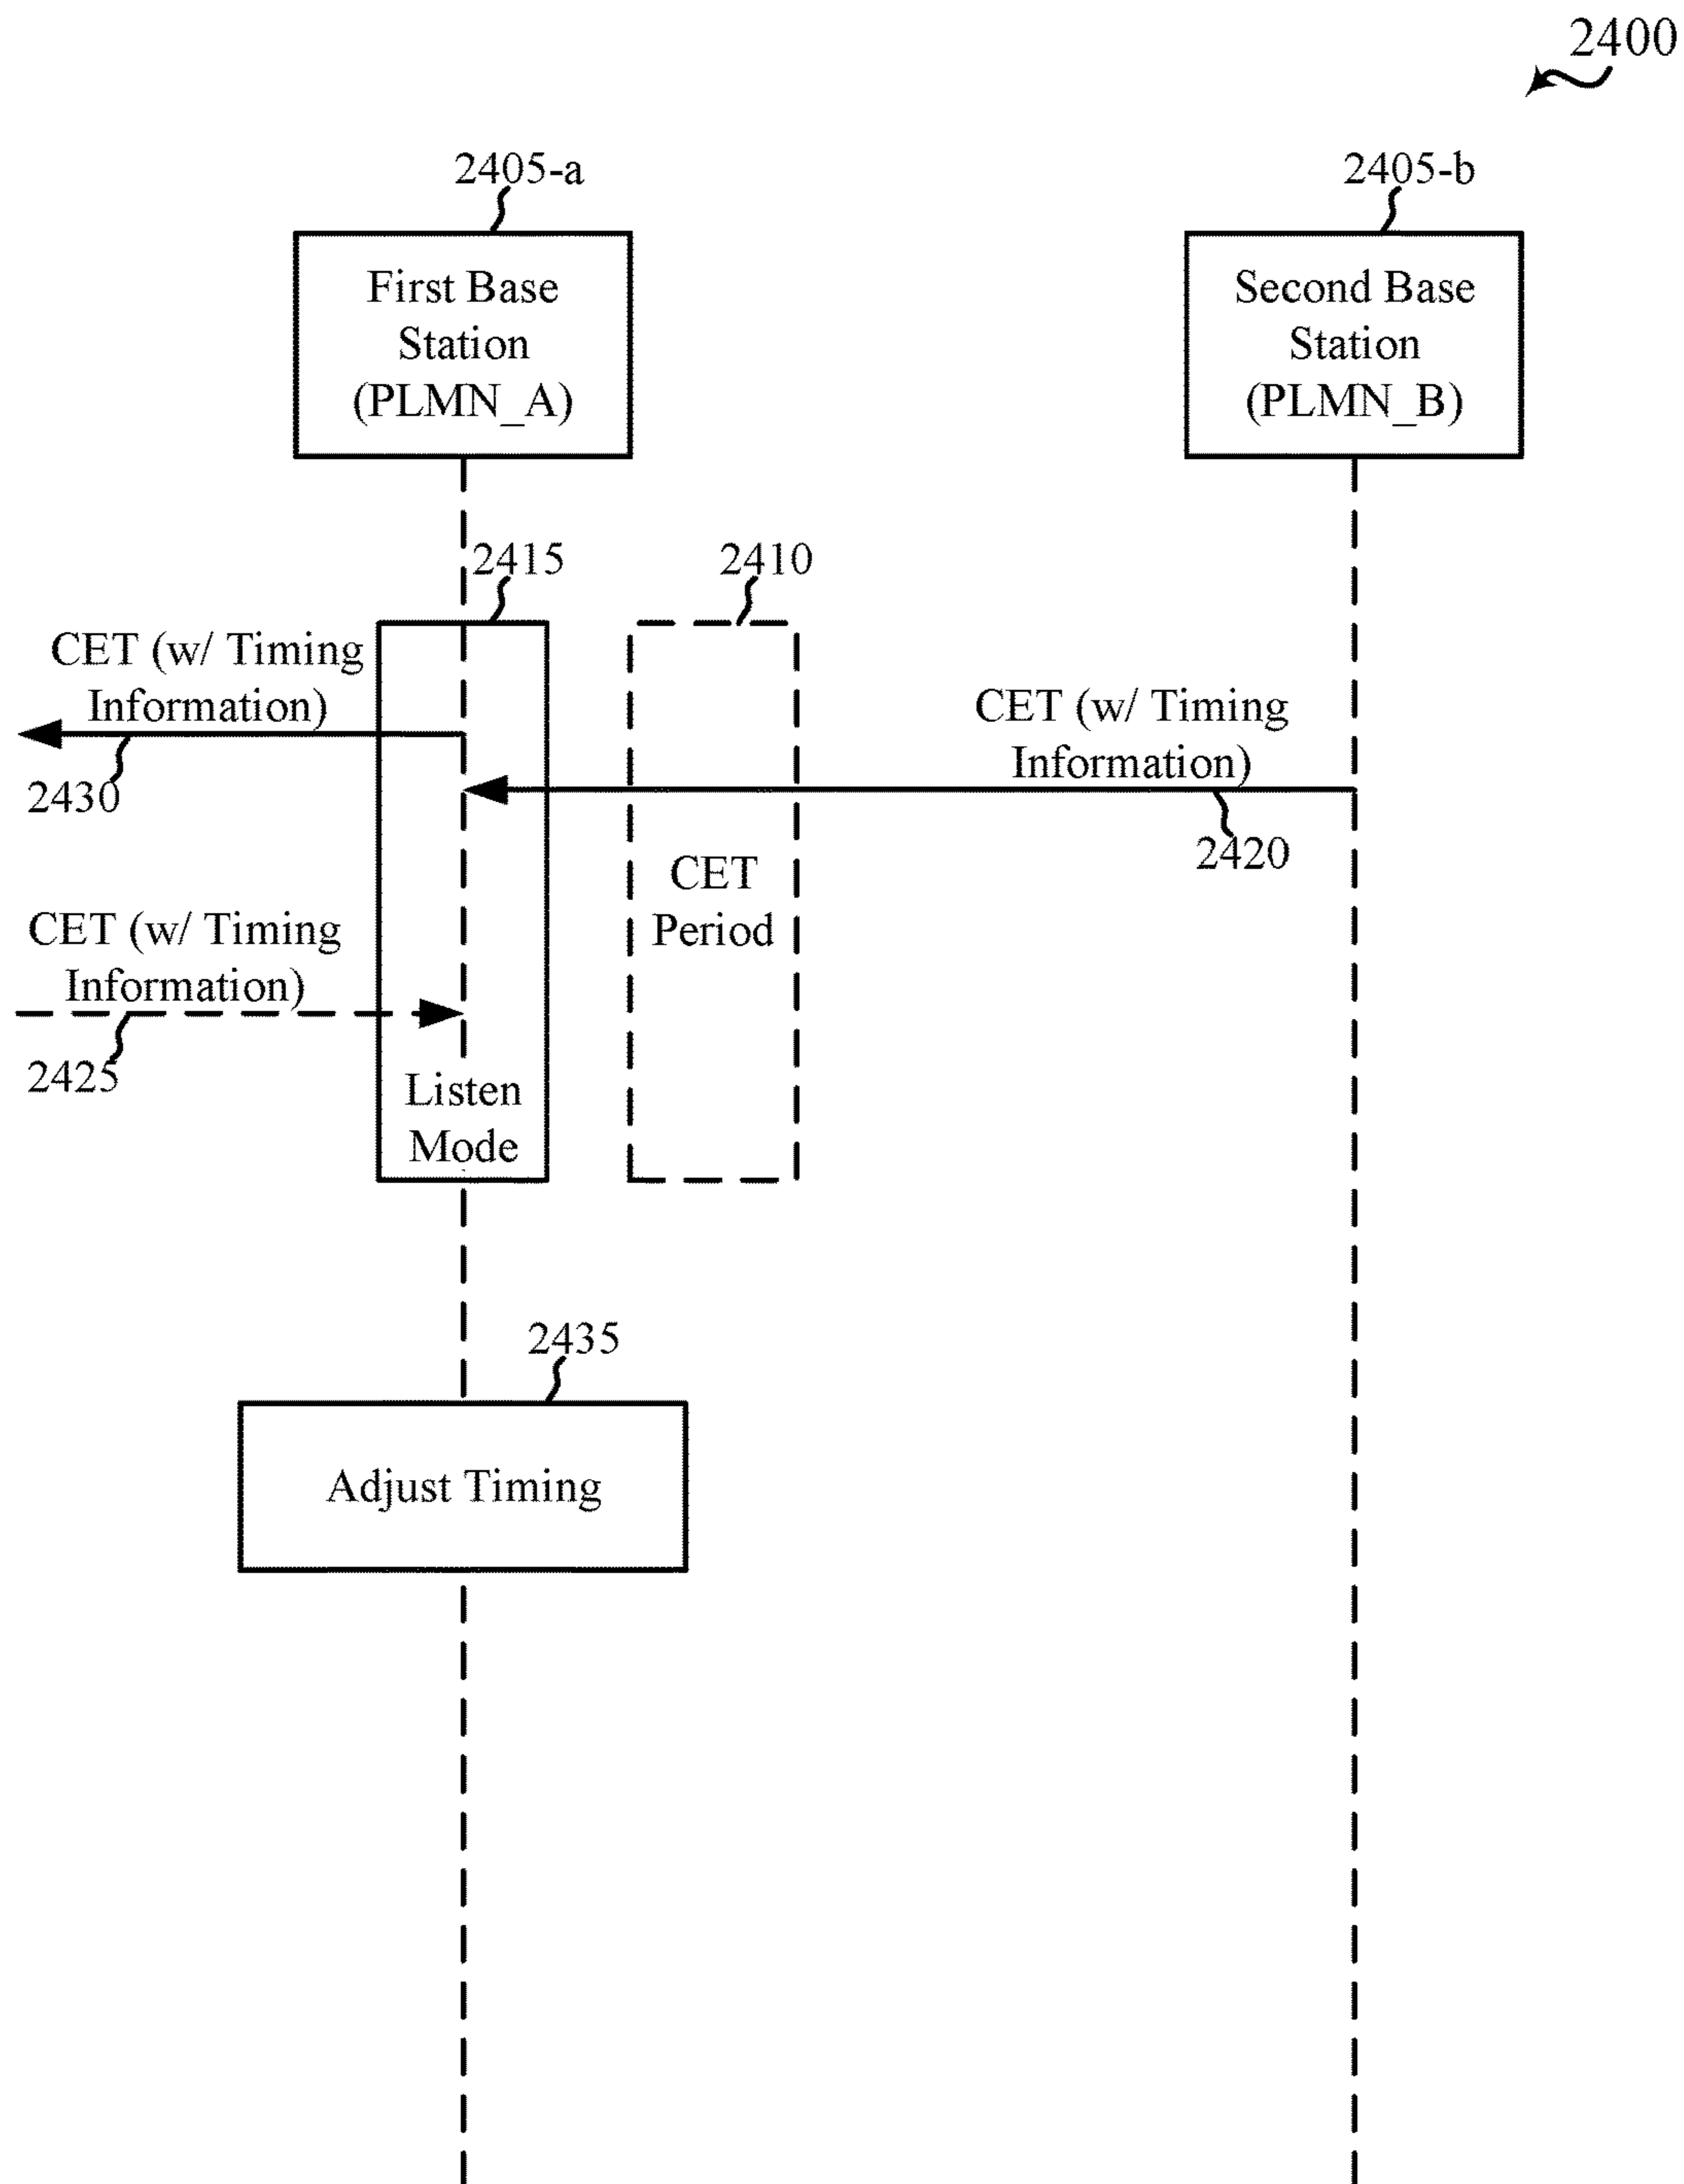 2400
2405-a
2405-b
First Base
Station
(PLMN_A)
Second Base
Station
(PLMN_B)
2415
2410
CET (w/ Timing
Information)
2430
CET (w/ Timing
Information)
2420
CET
Period
CET (w/ Timing
Information)
2425
Listen
Mode
2435
Adjust Timing